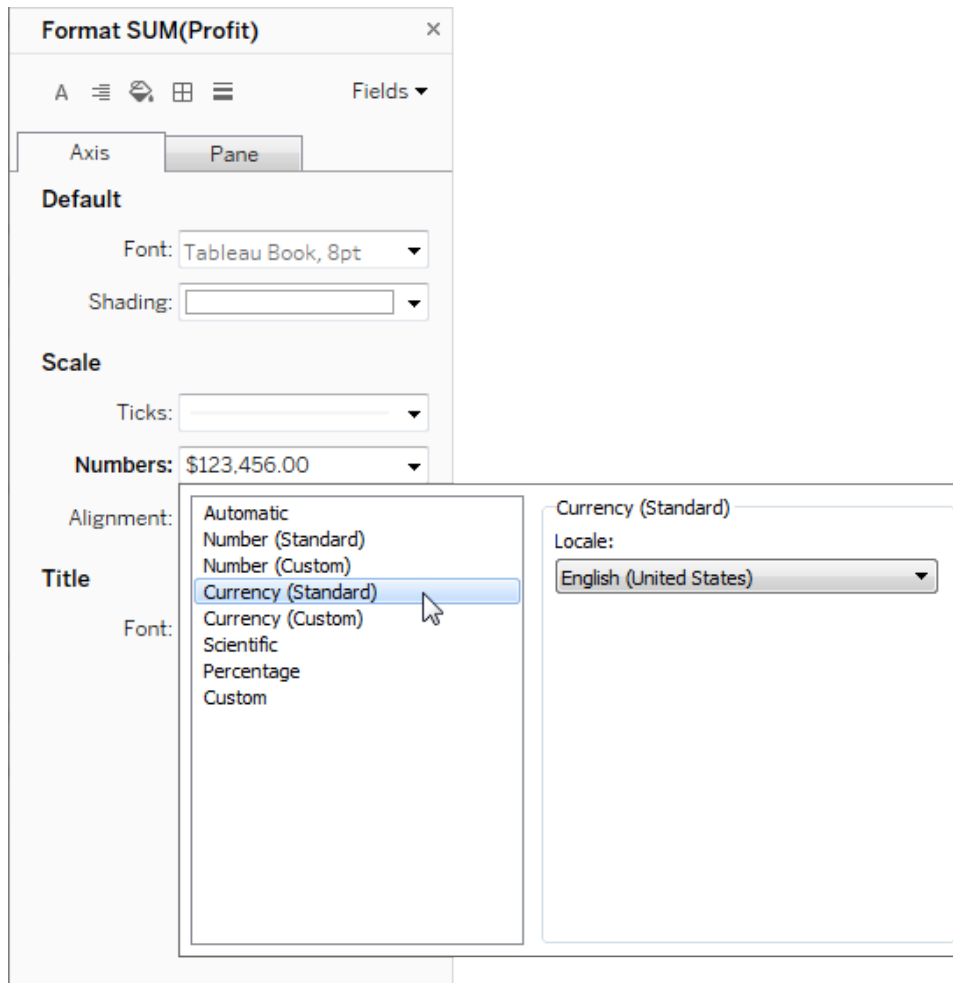 Format SUM(Profit)
A
Fields
Axis
Pane
Default
Font: Tableau Book, 8pt
Shading:
Scale
Ticks:
Numbers: $123,456.00
Alignment:
Automatic
Number (Standard)
Number (Custom)
Currency (Standard)
Currency (Custom)
Scientific
Percentage
Custom
Currency (Standard)
Locale:
English (United States)
Title
Font: